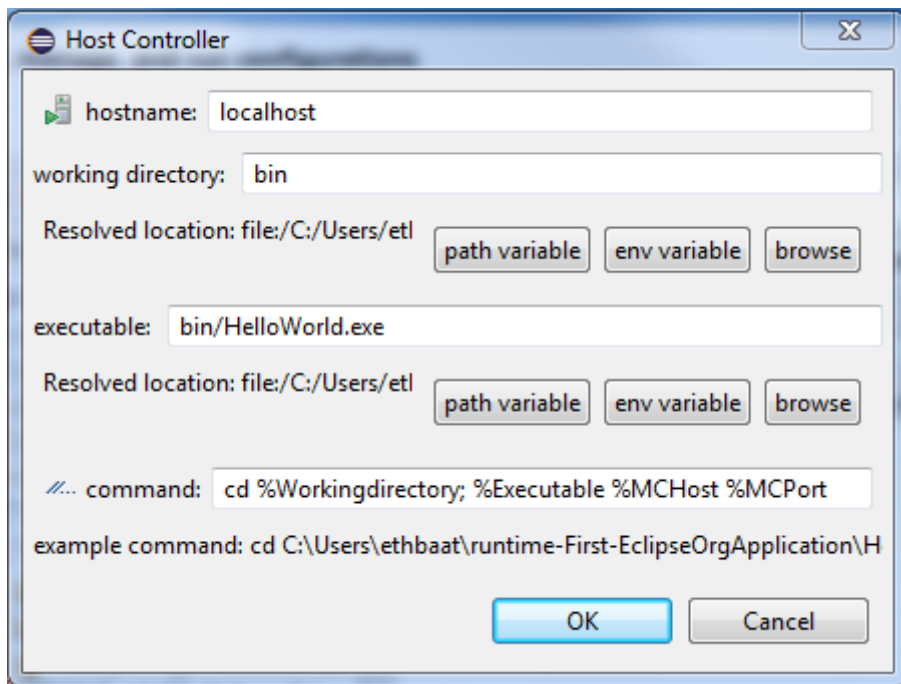 Host Controller
hostname: localhost
working directory: bin
Resolved location: file:/C:/Users/etl
path variable env variable browse
executable: bin/HelloWorld.exe
Resolved location: file:/C:/Users/etl
path variable env variable browse
//... command: cd %Workingdirectory; %Executable %MCHost %MCPort
example command: cd C:\Users\ethbaat\runtime-First-EclipseOrgApplication\H
OK Cancel